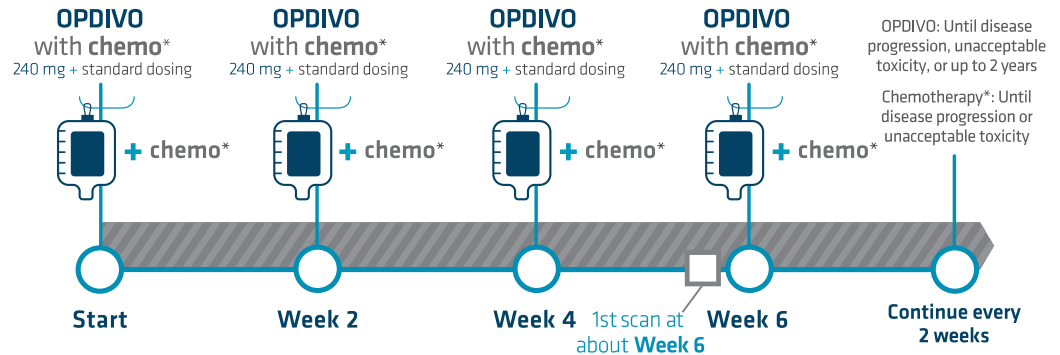 OPDIVO
with chemo*
240 mg + standard dosing
+ chemo*
OPDIVO
with chemo*
240 mg + standard dosing
+ chemo*
OPDIVO
with chemo*
240 mg + standard dosing
+ chemo*
OPDIVO
with chemo*
240 mg + standard dosing
+ chemo*
OPDIVO: Until disease
progression, unacceptable
toxicity, or up to 2 years
Chemotherapy*: Until
disease progression or
unacceptable toxicity
Start
Week 2
Week 4
1st scan at
about Week 6
Week 6
Continue every
2 weeks